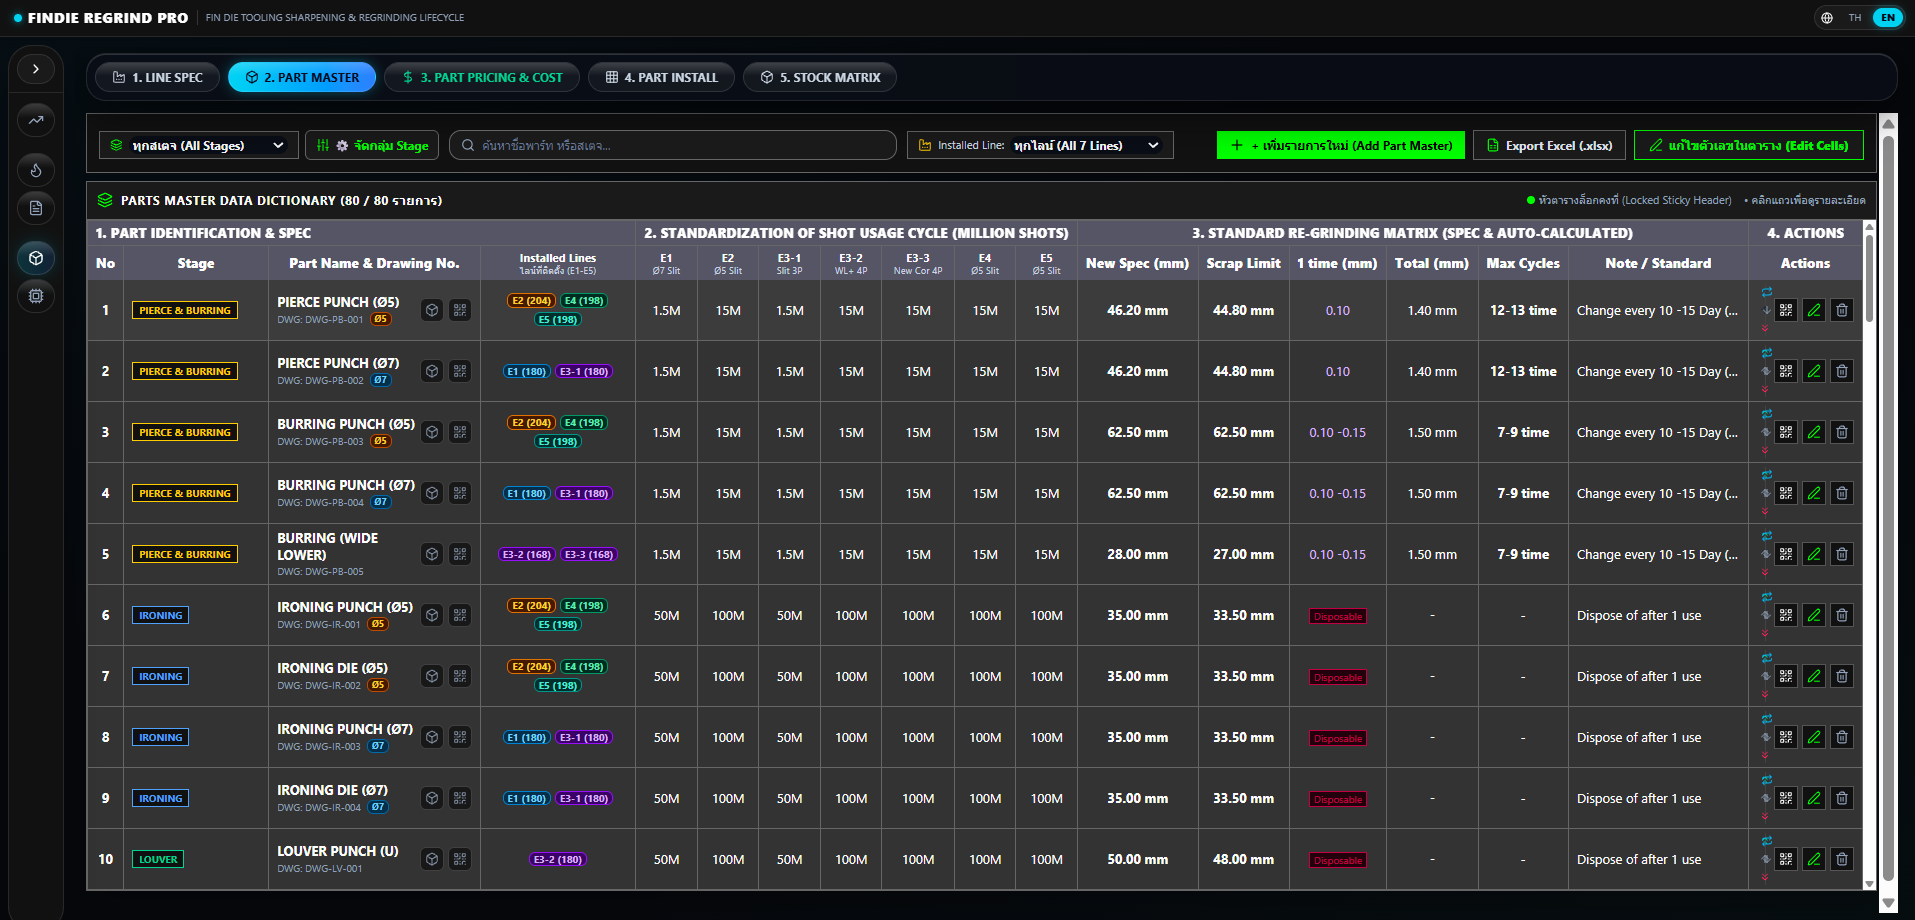 FINDIE REGRIND PRO FIN DIE TOOLING SHARPENING & REGRINDING LIFECYCLE TH EN
1. LINE SPEC 2. PART MASTER $ 3. PART PRICING & COST 4. PART INSTALL 5. STOCK MATRIX
ทุกสเตจ (All Stages) จัดกลุ่ม Stage ค้นหาชื่อพาร์ท หรือสเตจ... Installed Line: ทุกไลน์ (All 7 Lines) + + เพิ่มรายการใหม่ (Add Part Master) Export Excel (.xlsx) แก้ไขตัวเลขในตาราง (Edit Cells)
PARTS MASTER DATA DICTIONARY (80 / 80 รายการ) หัวตารางล็อกคงที่ (Locked Sticky Header) • คลิกแถวเพื่อดูรายละเอียด
1. PART IDENTIFICATION & SPEC 2. STANDARDIZATION OF SHOT USAGE CYCLE (MILLION SHOTS) 3. STANDARD RE-GRINDING MATRIX (SPEC & AUTO-CALCULATED) 4. ACTIONS
No Stage Part Name & Drawing No. Installed Lines E1 E2 E3-1 E3-2 E3-3 E4 E5 New Spec (mm) Scrap Limit 1 time (mm) Total (mm) Max Cycles Note / Standard Actions
ไลน์ที่ติดตั้ง (E1-E5) Ø7 Slit Ø5 Slit Slit 3P WL+ 4P New Cor 4P Ø5 Slit Ø5 Slit
1 PIERCE & BURRING PIERCE PUNCH (Ø5) E2 (204) E4 (198) 1.5M 15M 1.5M 15M 15M 15M 15M 46.20 mm 44.80 mm 0.10 1.40 mm 12-13 time Change every 10 -15 Day (...
DWG: DWG-PB-001 Ø5 E5 (198)
2 PIERCE & BURRING PIERCE PUNCH (Ø7) E1 (180) E3-1 (180) 1.5M 15M 1.5M 15M 15M 15M 15M 46.20 mm 44.80 mm 0.10 1.40 mm 12-13 time Change every 10 -15 Day (...
DWG: DWG-PB-002 Ø7
3 PIERCE & BURRING BURRING PUNCH (Ø5) E2 (204) E4 (198) 1.5M 15M 1.5M 15M 15M 15M 15M 62.50 mm 62.50 mm 0.10 -0.15 1.50 mm 7-9 time Change every 10 -15 Day (...
DWG: DWG-PB-003 Ø5 E5 (198)
4 PIERCE & BURRING BURRING PUNCH (Ø7) E1 (180) E3-1 (180) 1.5M 15M 1.5M 15M 15M 15M 15M 62.50 mm 62.50 mm 0.10 -0.15 1.50 mm 7-9 time Change every 10 -15 Day (...
DWG: DWG-PB-004 Ø7
5 PIERCE & BURRING BURRING (WIDE LOWER) E3-2 (168) E3-3 (168) 1.5M 15M 1.5M 15M 15M 15M 15M 28.00 mm 27.00 mm 0.10 -0.15 1.50 mm 7-9 time Change every 10 -15 Day (...
DWG: DWG-PB-005
6 IRONING IRONING PUNCH (Ø5) E2 (204) E4 (198) 50M 100M 50M 100M 100M 100M 100M 35.00 mm 33.50 mm Disposable - - Dispose of after 1 use
DWG: DWG-IR-001 Ø5 E5 (198)
7 IRONING IRONING DIE (Ø5) E2 (204) E4 (198) 50M 100M 50M 100M 100M 100M 100M 35.00 mm 33.50 mm Disposable - - Dispose of after 1 use
DWG: DWG-IR-002 Ø5 E5 (198)
8 IRONING IRONING PUNCH (Ø7) E1 (180) E3-1 (180) 50M 100M 50M 100M 100M 100M 100M 35.00 mm 33.50 mm Disposable - - Dispose of after 1 use
DWG: DWG-IR-003 Ø7
9 IRONING IRONING DIE (Ø7) E1 (180) E3-1 (180) 50M 100M 50M 100M 100M 100M 100M 35.00 mm 33.50 mm Disposable - - Dispose of after 1 use
DWG: DWG-IR-004 Ø7
10 LOUVER LOUVER PUNCH (U) E3-2 (180) 50M 100M 50M 100M 100M 100M 100M 50.00 mm 48.00 mm Disposable - - Dispose of after 1 use
DWG: DWG-LV-001